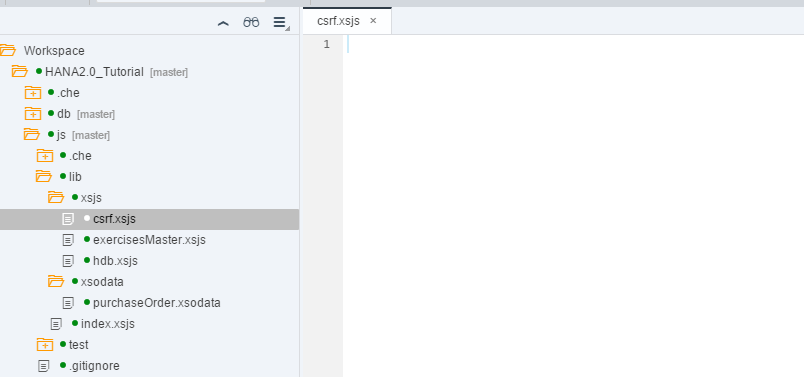 csrf.xsjs ×
1
Workspace
HANA2.0_Tutorial [master]
.che
db [master]
js [master]
.che
lib
xsjs
csrf.xsjs
exercisesMaster.xsjs
hdb.xsjs
xsodata
purchaseOrder.xsodata
index.xsjs
test
.gitignore